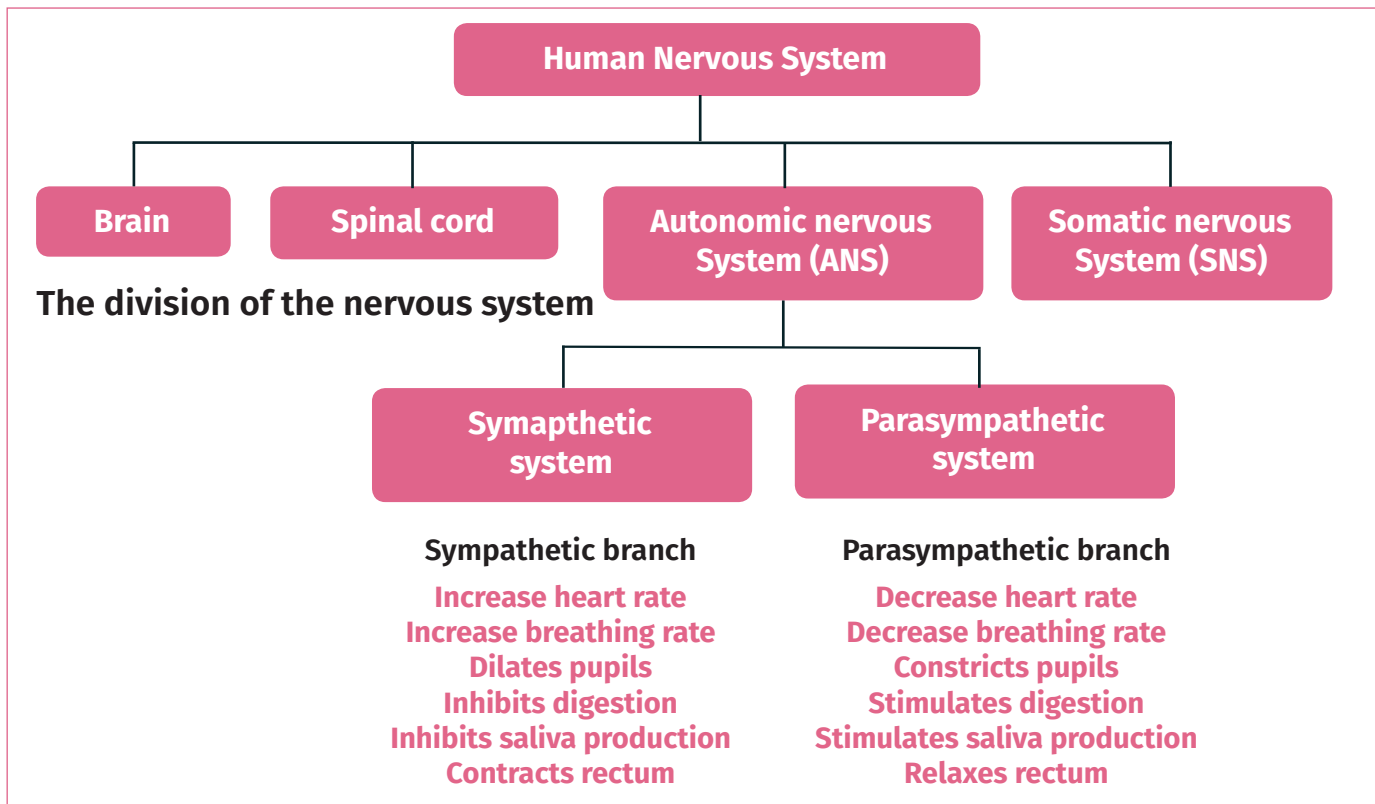 Human Nervous System
Brain
Spinal cord
Autonomic nervous
System (ANS)
Somatic nervous
System (SNS)
The division of the nervous system
Symapthetic
system
Parasympathetic
system
Sympathetic branch
Increase heart rate
Increase breathing rate
Dilates pupils
Inhibits digestion
Inhibits saliva production
Contracts rectum
Parasympathetic branch
Decrease heart rate
Decrease breathing rate
Constricts pupils
Stimulates digestion
Stimulates saliva production
Relaxes rectum